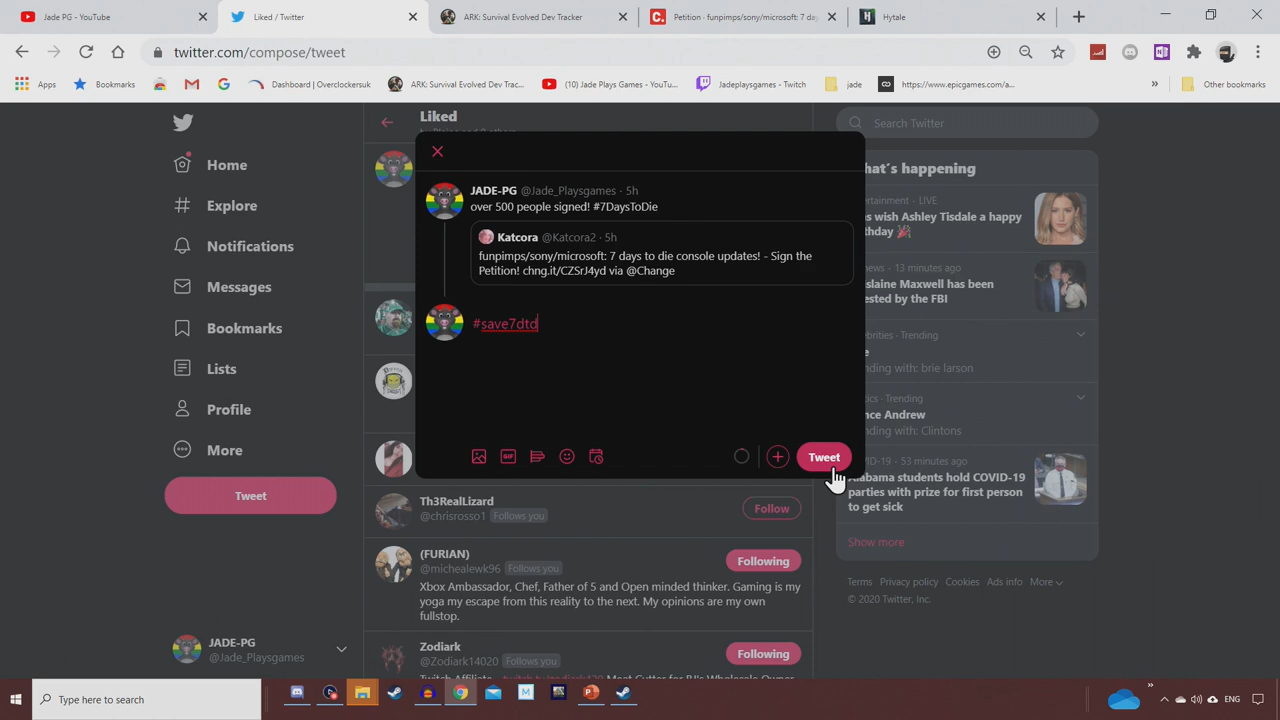 Jade PG - YouTube
Liked / Twitter
ARK: Survival Evolved Dev Tracker
Petition · funpimps/sony/microsoft: 7 day
Hytale
twitter.com/compose/tweet
Apps
Bookmarks
Dashboard | Overclockersuk
ARK: Survival Evolved Dev Trac...
(10) Jade Plays Games - YouTu...
Jadeplaysgames - Twitch
jade
https://www.epicgames.com/a...
»
Other bookmarks
Liked
Home
Explore
Notifications
Messages
Bookmarks
Lists
Profile
More
Tweet
JADE-PG
@Jade_Playsgames
JADE-PG @Jade_Playsgames · 5h
over 500 people signed! #7DaysToDie
Katcora @Katcora2 · 5h
funpimps/sony/microsoft: 7 days to die console updates! - Sign the
Petition! chng.it/CZSrJ4yd via @Change
#save7dtd
GIF
Tweet
Th3RealLizard
@chrisrosso1 Follows you
Follow
(FURIAN)
@michealewk96 Follows you
Following
Xbox Ambassador, Chef, Father of 5 and Open minded thinker. Gaming is my
yoga my escape from this reality to the next. My opinions are my own
fullstop.
Zodiark
@Zodiark14020 Follows you
Following
Search Twitter
hat's happening
ertainment · LIVE
s wish Ashley Tisdale a happy
thday
s · 13 minutes ago
slaine Maxwell has been
ested by the FBI
ebrities · Trending
e
nding with: brie larson
tics · Trending
nce Andrew
nding with: Clintons
ID-19 · 53 minutes ago
labama students hold COVID-19
parties with prize for first person
to get sick
Show more
Terms Privacy policy Cookies Ads info More
© 2020 Twitter, Inc.
Type here to search
M
»
ENG